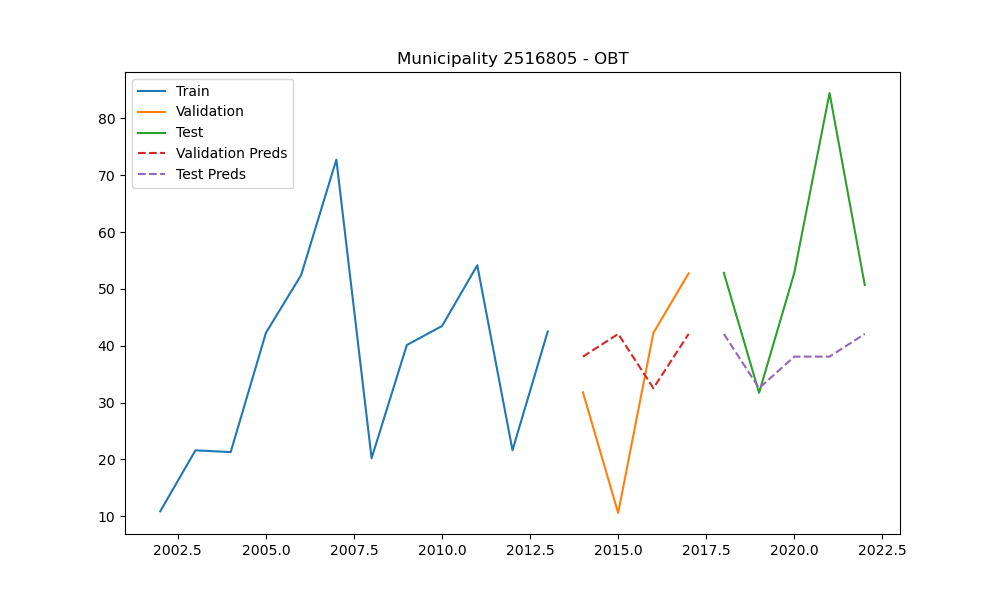 Municipality 2516805 - OBT
Train
Validation
Test
Validation Preds
Test Preds
80
70
60
50
40
30
20
10
2002.5 2005.0 2007.5 2010.0 2012.5 2015.0 2017.5 2020.0 2022.5